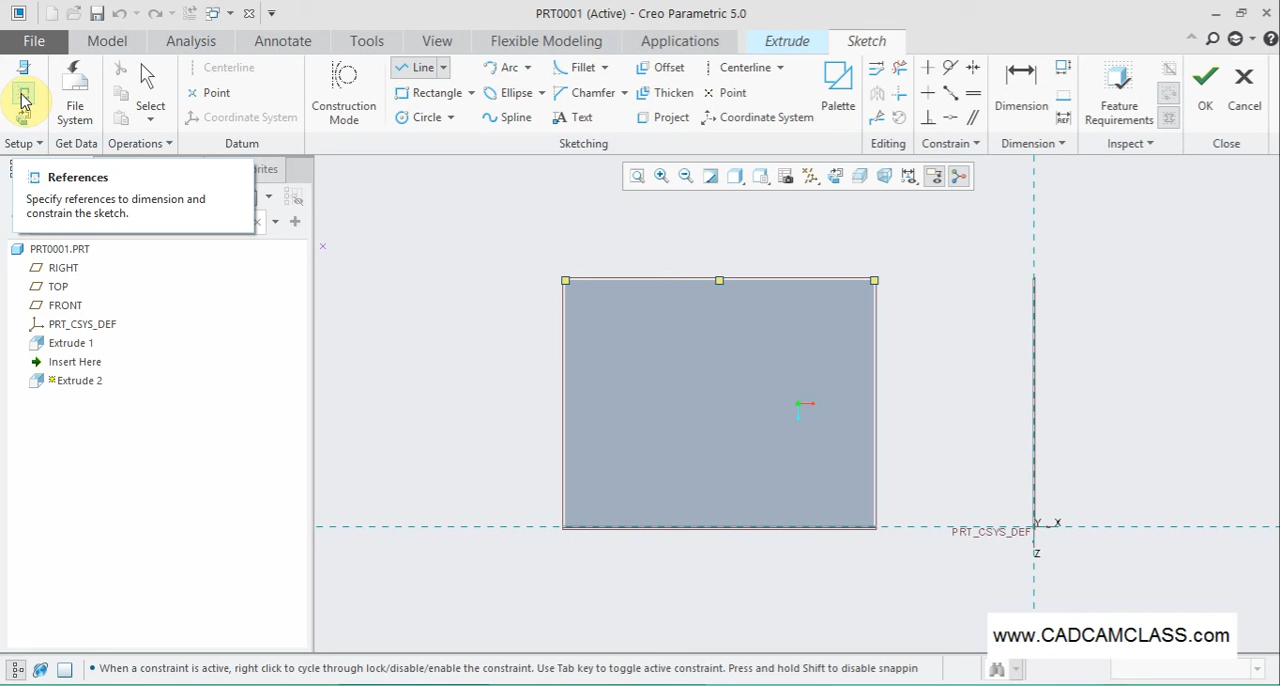 PRT0001 (Active) - Creo Parametric 5.0
File Model Analysis Annotate Tools View Flexible Modeling Applications Extrude Sketch
Centerline Line Arc Fillet Offset Centerline
Point Rectangle Ellipse Chamfer Thicken Point
Coordinate System Circle Spline Text Project Coordinate System
File System
Select
Construction Mode
Palette
Dimension
REF
Feature Requirements
OK
Cancel
Setup Get Data Operations Datum Sketching Editing Constrain Dimension Inspect Close
References
Specify references to dimension and
constrain the sketch.
PRT0001.PRT
RIGHT
TOP
FRONT
PRT_CSYS_DEF
Extrude 1
Insert Here
Extrude 2
PRT_CSYS_DEF
Y X
Z
www.CADCAMCLASS.com
• When a constraint is active, right click to cycle through lock/disable/enable the constraint. Use Tab key to toggle active constraint. Press and hold Shift to disable snappin